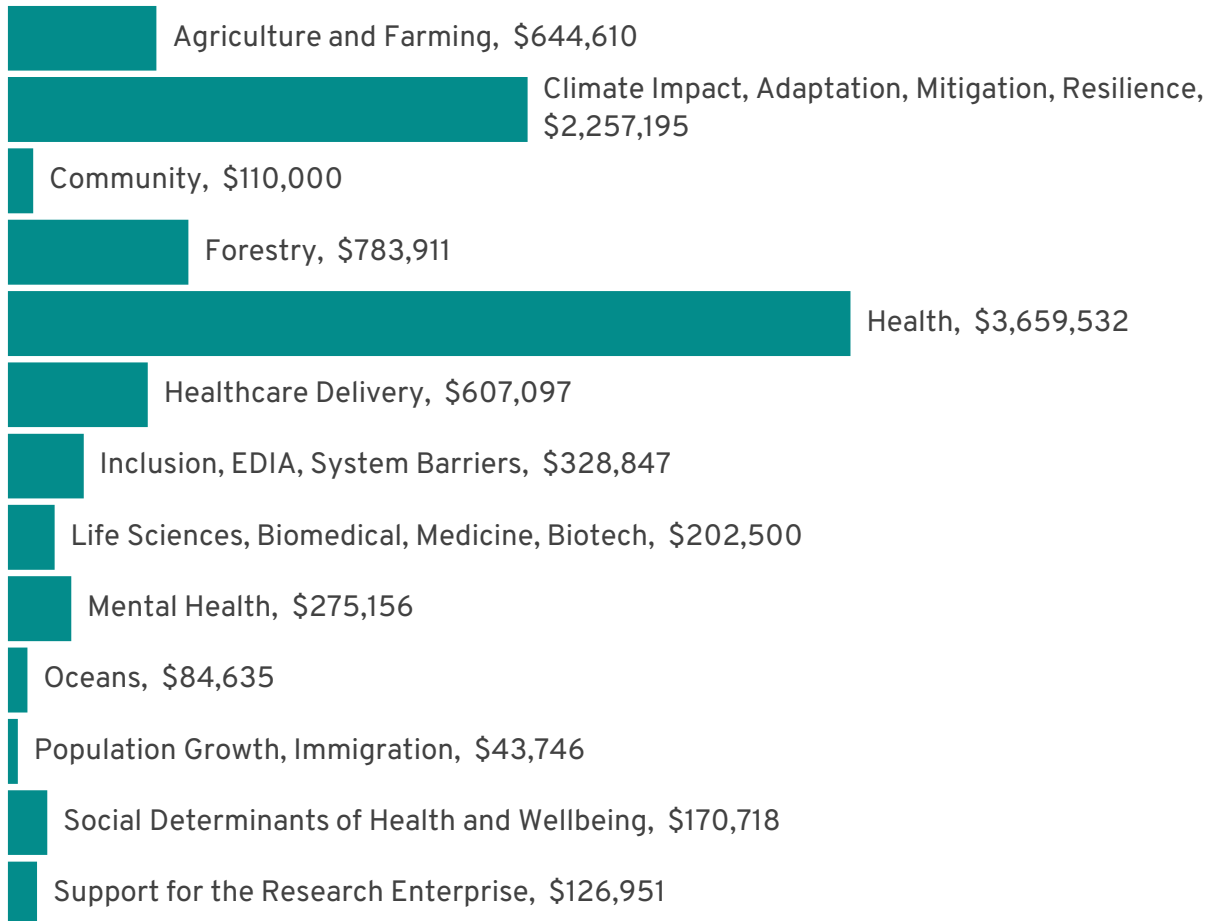 Agriculture and Farming, $644,610
Climate Impact, Adaptation, Mitigation, Resilience,
$2,257,195
Community, $110,000
Forestry, $783,911
Health, $3,659,532
Healthcare Delivery, $607,097
Inclusion, EDIA, System Barriers, $328,847
Life Sciences, Biomedical, Medicine, Biotech, $202,500
Mental Health, $275,156
Oceans, $84,635
Population Growth, Immigration, $43,746
Social Determinants of Health and Wellbeing, $170,718
Support for the Research Enterprise, $126,951